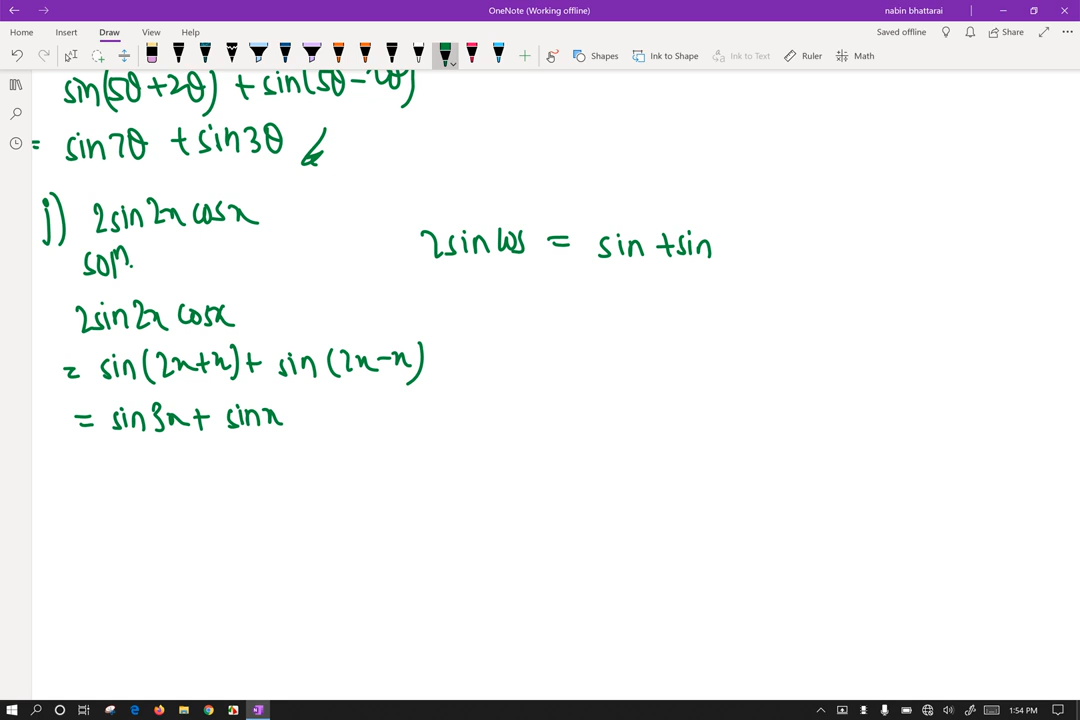 OneNote (Working offline)
nabin bhattarai
Home Insert Draw View Help
Saved offline
Share
Shapes
Ink to Shape
Ink to Text
Ruler
Math
sin(5θ+2θ) + sin(5θ-2θ)
= sin7θ + sin3θ
j) 2sin2x cosx
2sincos = sin + sin
soln.
2sin2x cosx
= sin(2x+x) + sin(2x-x)
= sin3x + sinx
1:54 PM